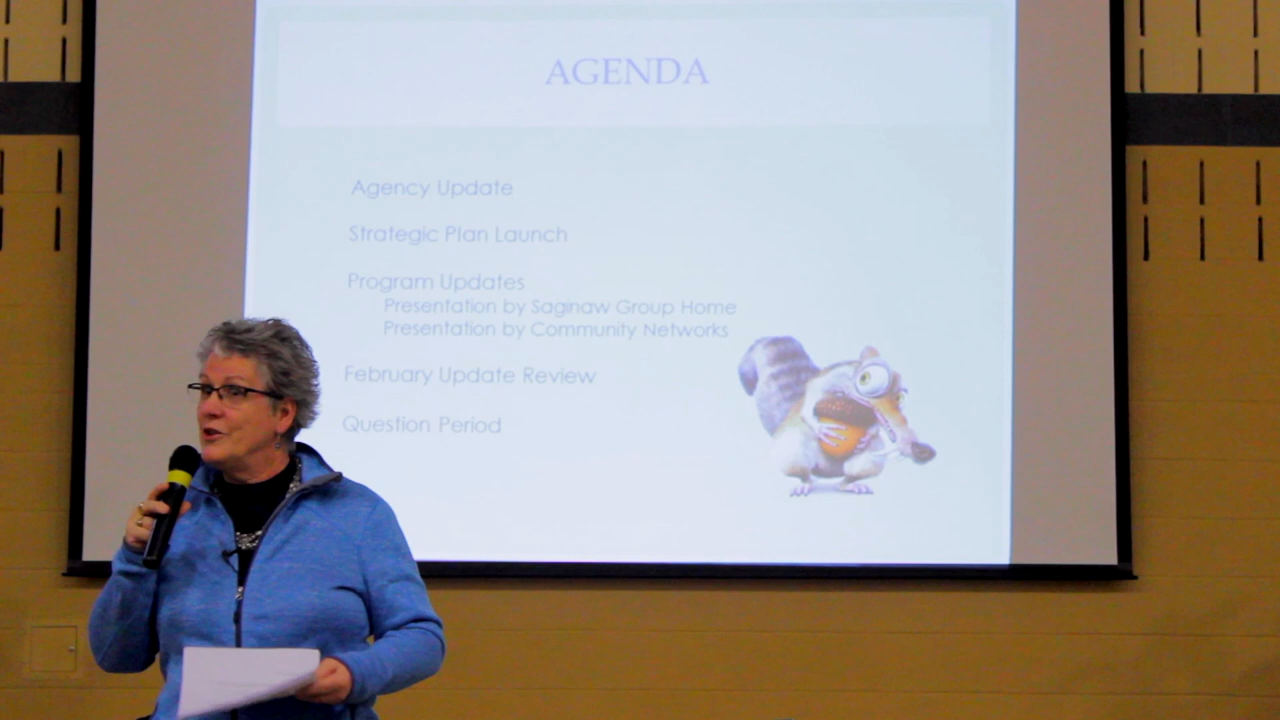 AGENDA
Agency Update
Strategic Plan Launch
Program Updates
Presentation by Saginaw Group Home
Presentation by Community Networks
February Update Review
Question Period